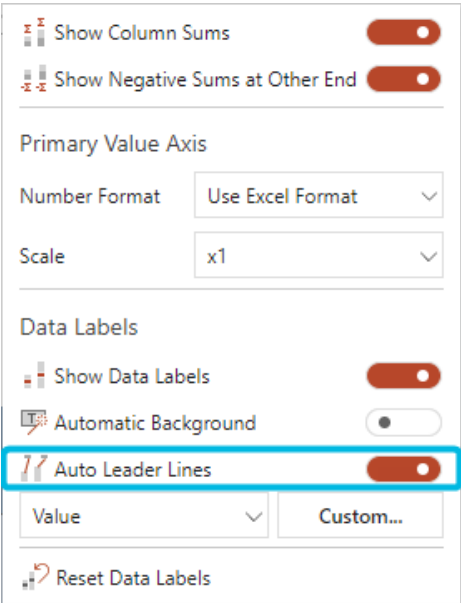 Show Column Sums
Show Negative Sums at Other End
Primary Value Axis
Number Format Use Excel Format
Scale x1
Data Labels
Show Data Labels
Automatic Background
Auto Leader Lines
Value Custom...
Reset Data Labels